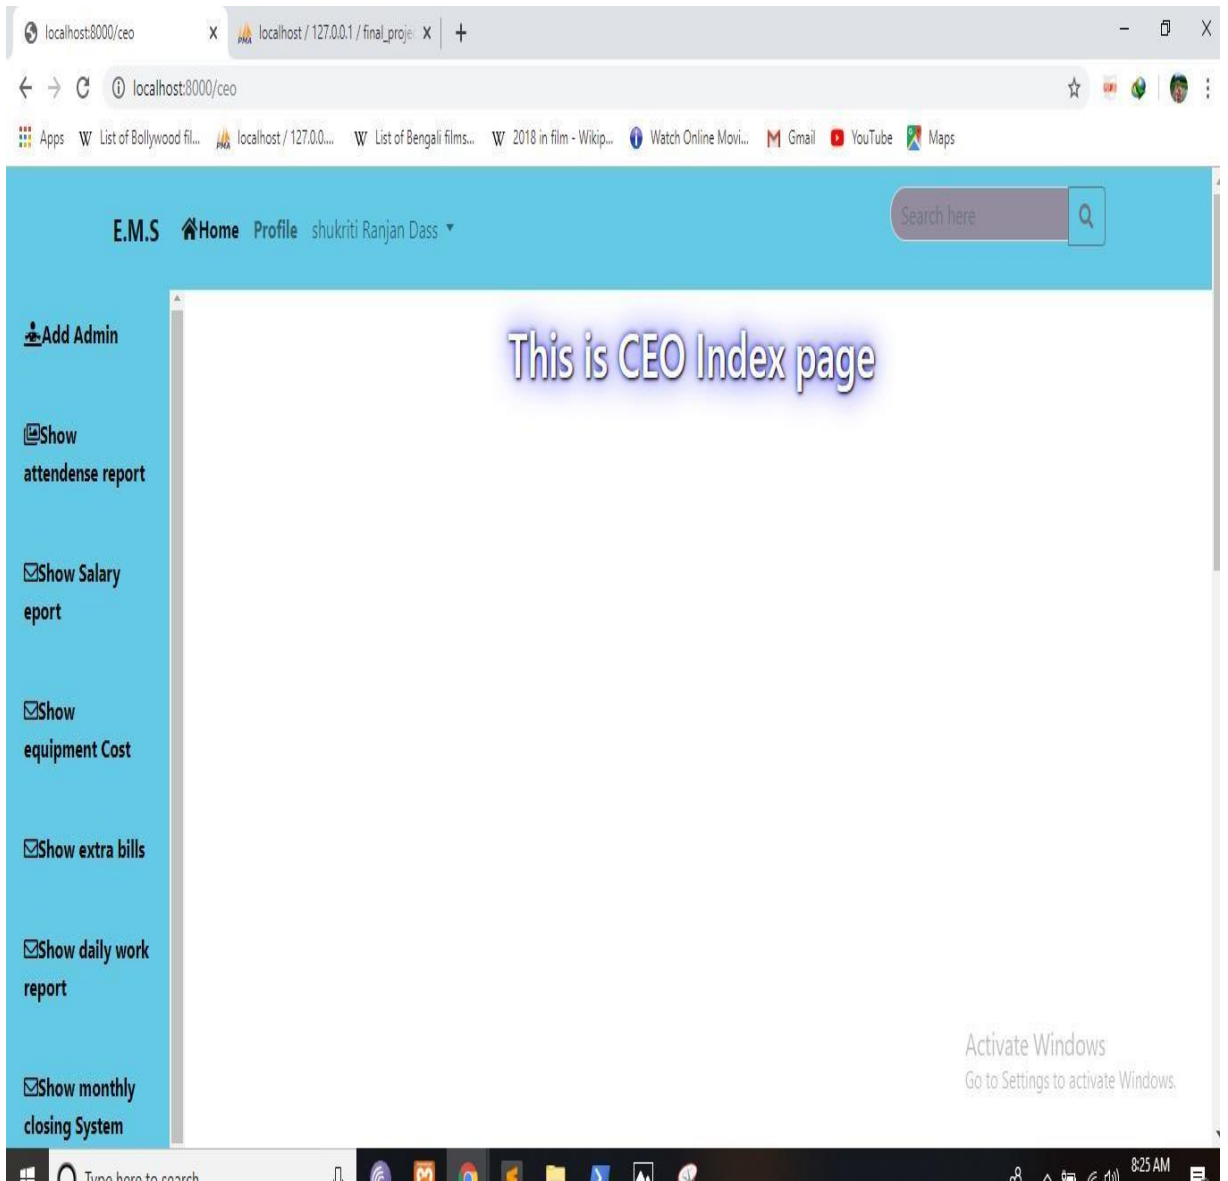 localhost:8000/ceo
localhost / 127.0.0.1 / final_proje
localhost:8000/ceo
Apps List of Bollywood fil... localhost / 127.0.0.... List of Bengali films... 2018 in film - Wikip... Watch Online Movi... Gmail YouTube Maps
E.M.S Home Profile shukriti Ranjan Dass
Search here
Add Admin
This is CEO Index page
Show
attendense report
Show Salary
eport
Show
equipment Cost
Show extra bills
Show daily work
report
Show monthly
closing System
Activate Windows
Go to Settings to activate Windows.
Type here to search
8:25 AM